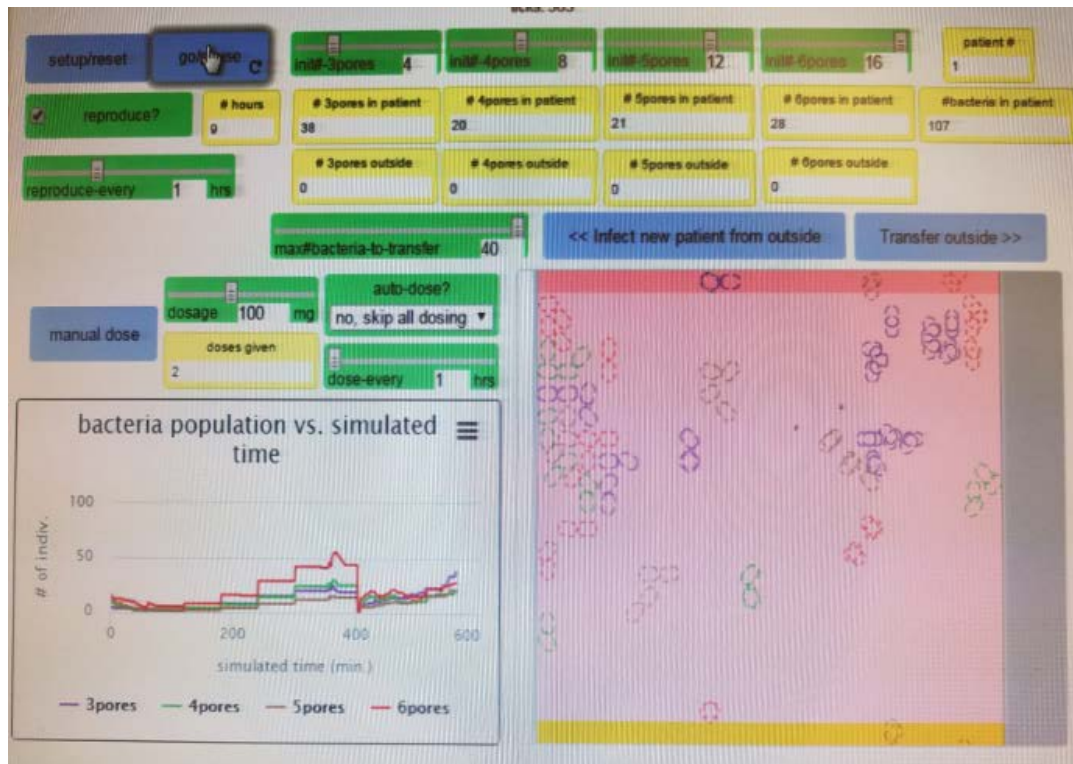 setup/reset
init#-3pores 4
init#-4pores 8
init#-5pores 12
init#-6pores 16
patient #
1
reproduce?
# hours
9
# 3pores in patient
38
# 4pores in patient
20
# 5pores in patient
21
# 6pores in patient
28
#bacteria in patient
107
reproduce-every 1 hrs
# 3pores outside
0
# 4pores outside
0
# 5pores outside
0
# 6pores outside
0
max#bacteria-to-transfer 40
<< Infect new patient from outside
Transfer outside >>
manual dose
dosage 100 mg
auto-dose?
no, skip all dosing
doses given
2
dose-every 1 hrs
bacteria population vs. simulated
time
# of indiv.
100
50
0
0 200 400 600
simulated time (min.)
3pores 4pores 5pores 6pores